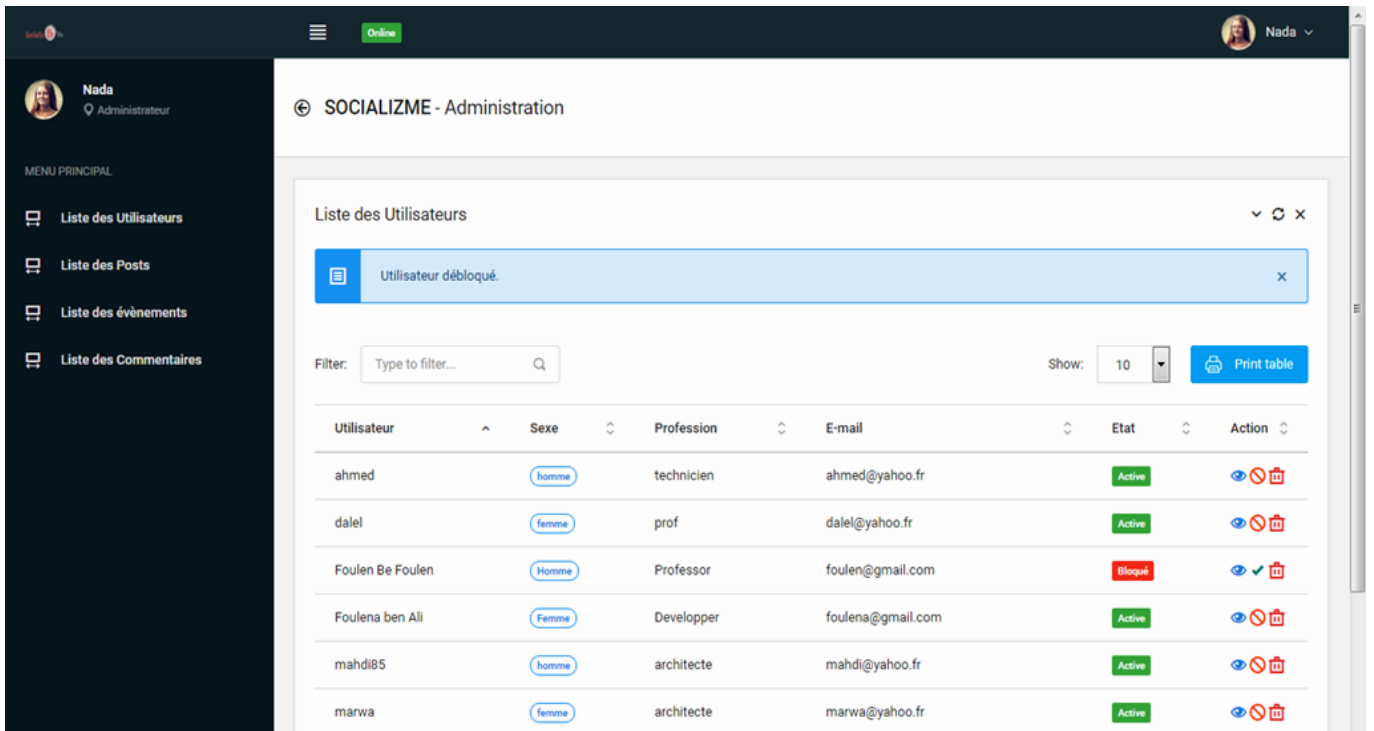 Online
Nada
Nada
Administrateur
SOCIALIZME - Administration
MENU PRINCIPAL
Liste des Utilisateurs
Liste des Posts
Liste des évènements
Liste des Commentaires
Liste des Utilisateurs
Utilisateur débloqué.
Filter: Type to filter... Show: 10 Print table
Utilisateur Sexe Profession E-mail Etat Action
ahmed homme technicien ahmed@yahoo.fr Active
dalel femme prof dalel@yahoo.fr Active
Foulen Be Foulen Homme Professor foulen@gmail.com Bloqué
Foulena ben Ali Femme Developper foulena@gmail.com Active
mahdi85 homme architecte mahdi@yahoo.fr Active
marwa femme architecte marwa@yahoo.fr Active